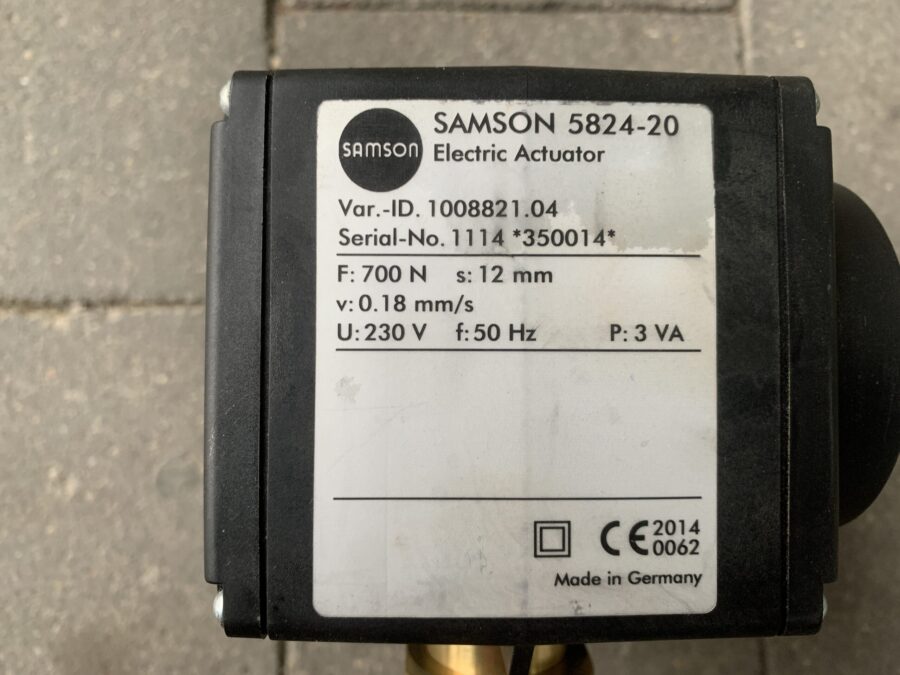 SAMSON
SAMSON 5824-20
Electric Actuator
Var.-ID. 1008821.04
Serial-No. 1114 *350014*
F: 700 N s: 12 mm
v: 0.18 mm/s
U: 230 V f: 50 Hz P: 3 VA
CE 2014
0062
Made in Germany